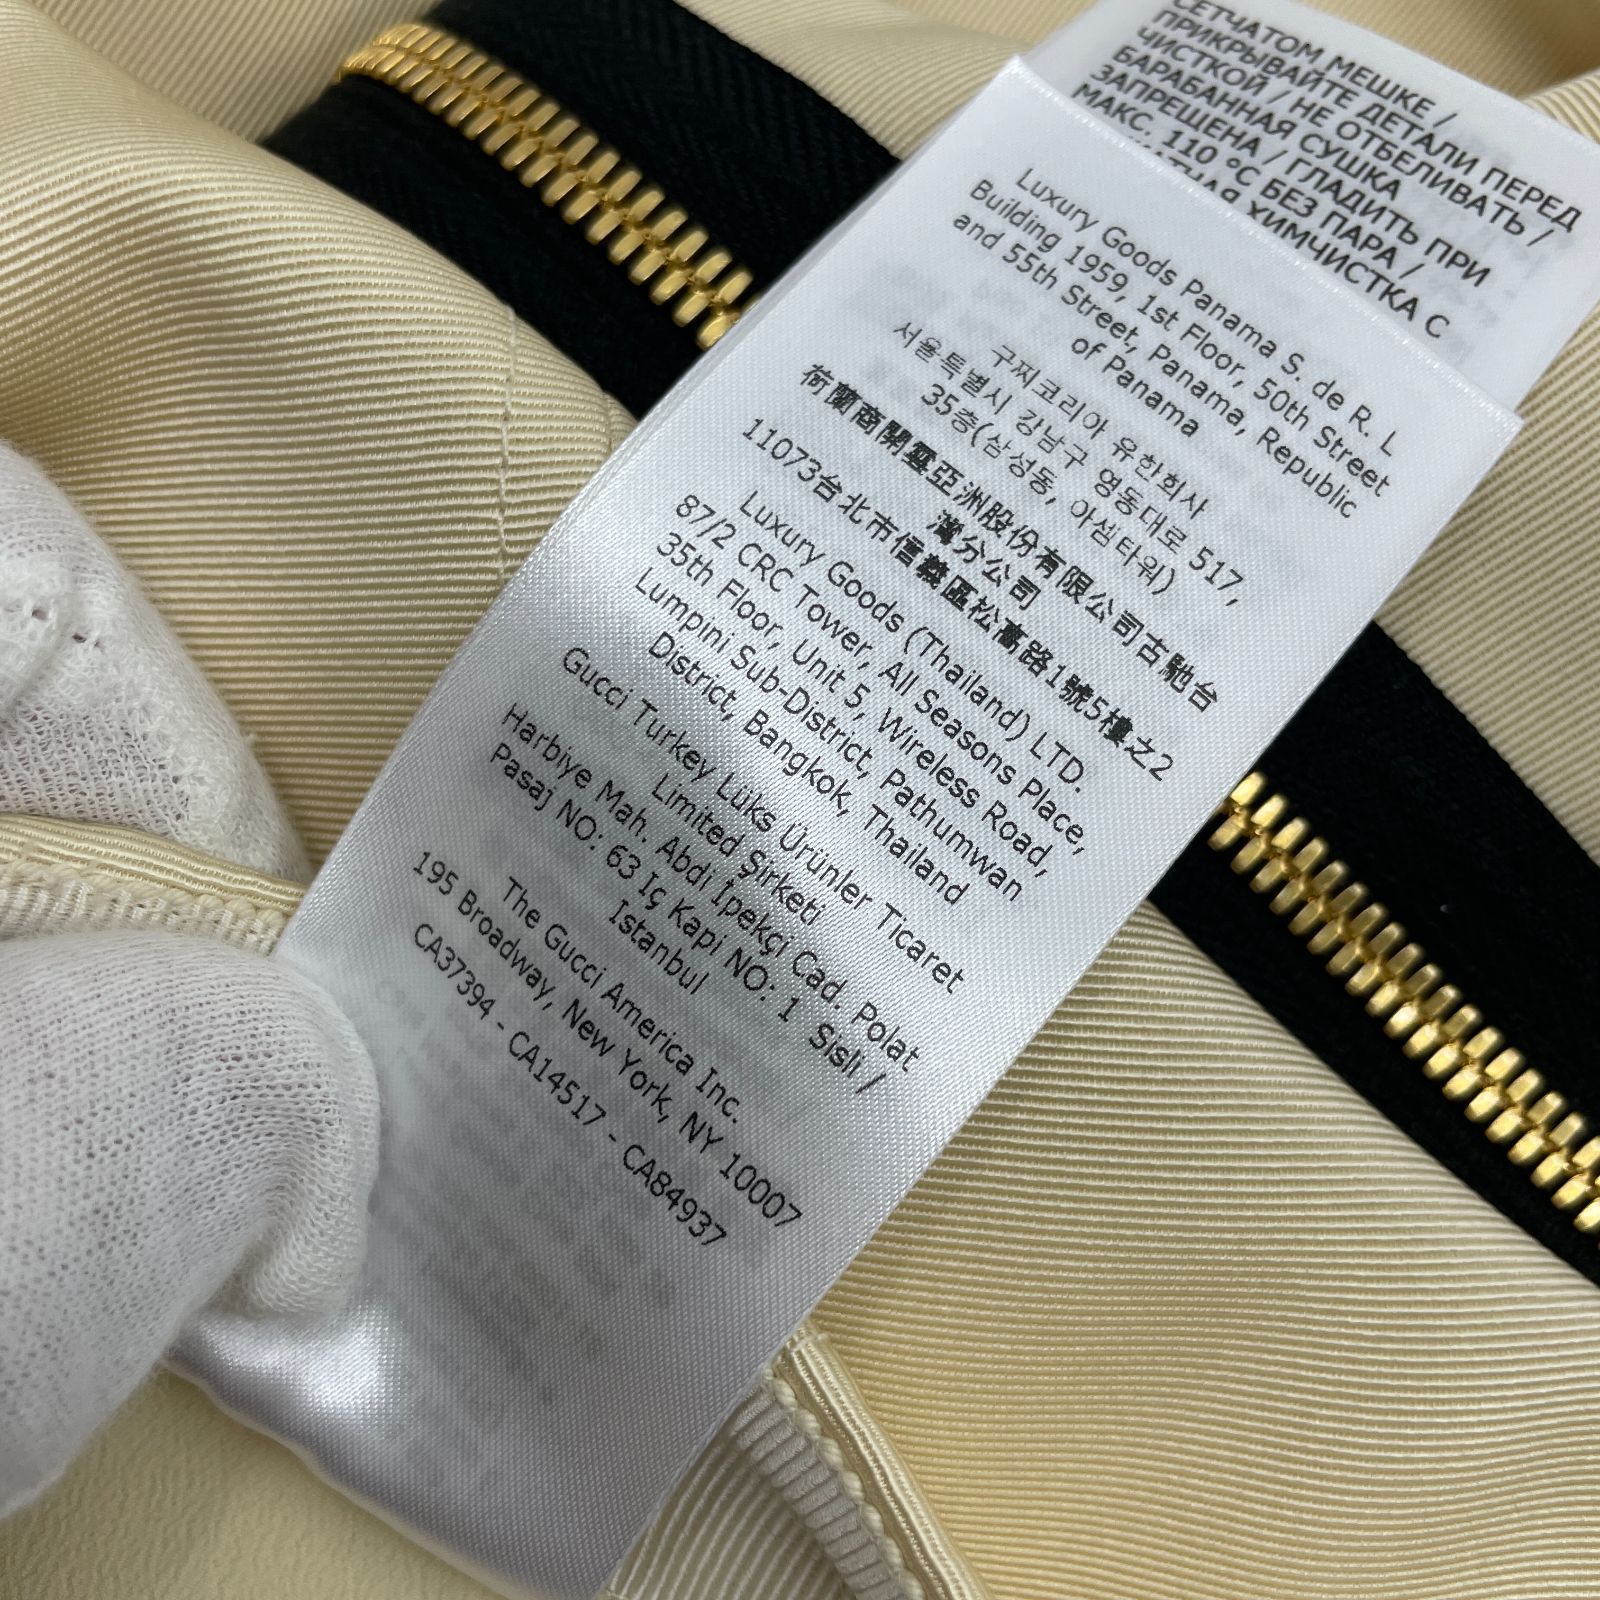 СЕТЧАТОМ МЕШКЕ /
ПРИКРЫВАЙТЕ ДЕТАЛИ ПЕРЕД
ЧИСТКОЙ / НЕ ОТБЕЛИВАТЬ /
БАРАБАННАЯ СУШКА
ЗАПРЕЩЕНА / ГЛАДИТЬ ПРИ
МАКС. 110 °C БЕЗ ПАРА /
ХИМЧИСТКА С
Luxury Goods Panama S. de R. L
Building 1959, 1st Floor, 50th Street
and 55th Street, Panama, Republic
of Panama
구찌코리아 유한회사
서울특별시 강남구 영동대로 517,
35층(삼성동, 아셈타워)
荷蘭商開雲亞洲股份有限公司古馳台
灣分公司
11073台北市信義區松高路1號5樓之2
Luxury Goods (Thailand) LTD.
87/2 CRC Tower, All Seasons Place,
35th Floor, Unit 5, Wireless Road,
Lumpini Sub-District, Pathumwan
District, Bangkok, Thailand
Gucci Turkey Lüks Ürünler Ticaret
Limited Şirketi
Harbiye Mah. Abdi İpekçi Cad. Polat
Pasaj NO: 63 Iç Kapi NO: 1 Sisli /
Istanbul
The Gucci America Inc.
195 Broadway, New York, NY 10007
CA37394 - CA14517 - CA84937